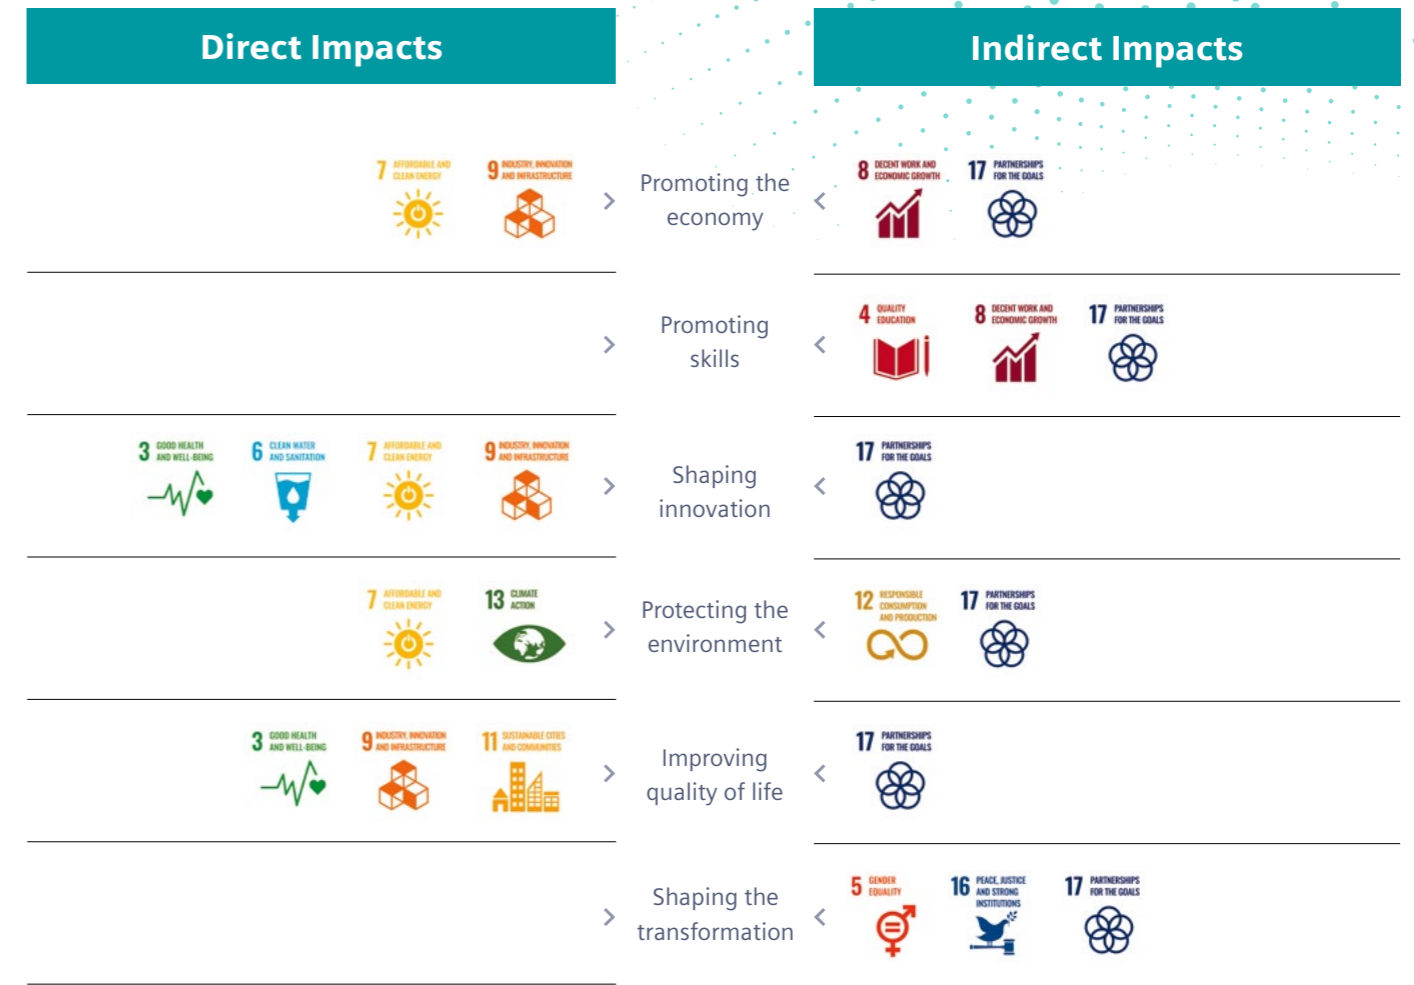 Direct Impacts
Indirect Impacts
7 AFFORDABLE AND
CLEAN ENERGY
9 INDUSTRY, INNOVATION
AND INFRASTRUCTURE
Promoting the
economy
8 DECENT WORK AND
ECONOMIC GROWTH
17 PARTNERSHIPS
FOR THE GOALS
Promoting
skills
4 QUALITY
EDUCATION
8 DECENT WORK AND
ECONOMIC GROWTH
17 PARTNERSHIPS
FOR THE GOALS
3 GOOD HEALTH
AND WELL-BEING
6 CLEAN WATER
AND SANITATION
7 AFFORDABLE AND
CLEAN ENERGY
9 INDUSTRY, INNOVATION
AND INFRASTRUCTURE
Shaping
innovation
17 PARTNERSHIPS
FOR THE GOALS
7 AFFORDABLE AND
CLEAN ENERGY
13 CLIMATE
ACTION
Protecting the
environment
12 RESPONSIBLE
CONSUMPTION
AND PRODUCTION
17 PARTNERSHIPS
FOR THE GOALS
3 GOOD HEALTH
AND WELL-BEING
9 INDUSTRY, INNOVATION
AND INFRASTRUCTURE
11 SUSTAINABLE CITIES
AND COMMUNITIES
Improving
quality of life
17 PARTNERSHIPS
FOR THE GOALS
Shaping the
transformation
5 GENDER
EQUALITY
16 PEACE, JUSTICE
AND STRONG
INSTITUTIONS
17 PARTNERSHIPS
FOR THE GOALS